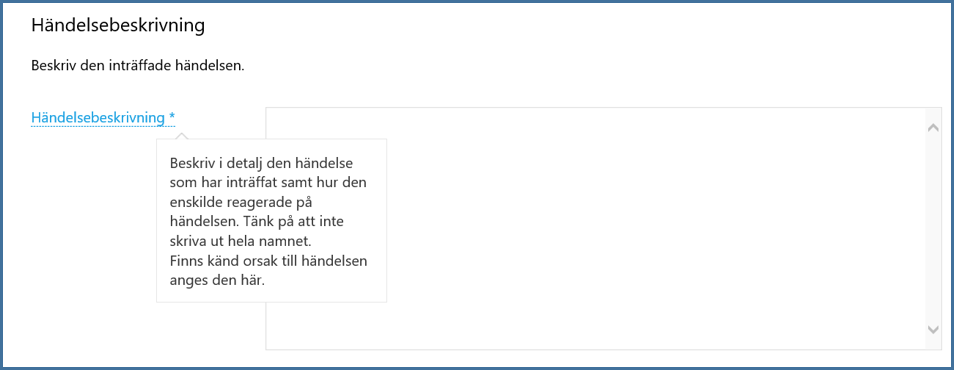 Händelsebeskrivning
Beskriv den inträffade händelsen.
Händelsebeskrivning *
Beskriv i detalj den händelse
som har inträffat samt hur den
enskilde reagerade på
händelsen. Tänk på att inte
skriva ut hela namnet.
Finns känd orsak till händelsen
anges den här.